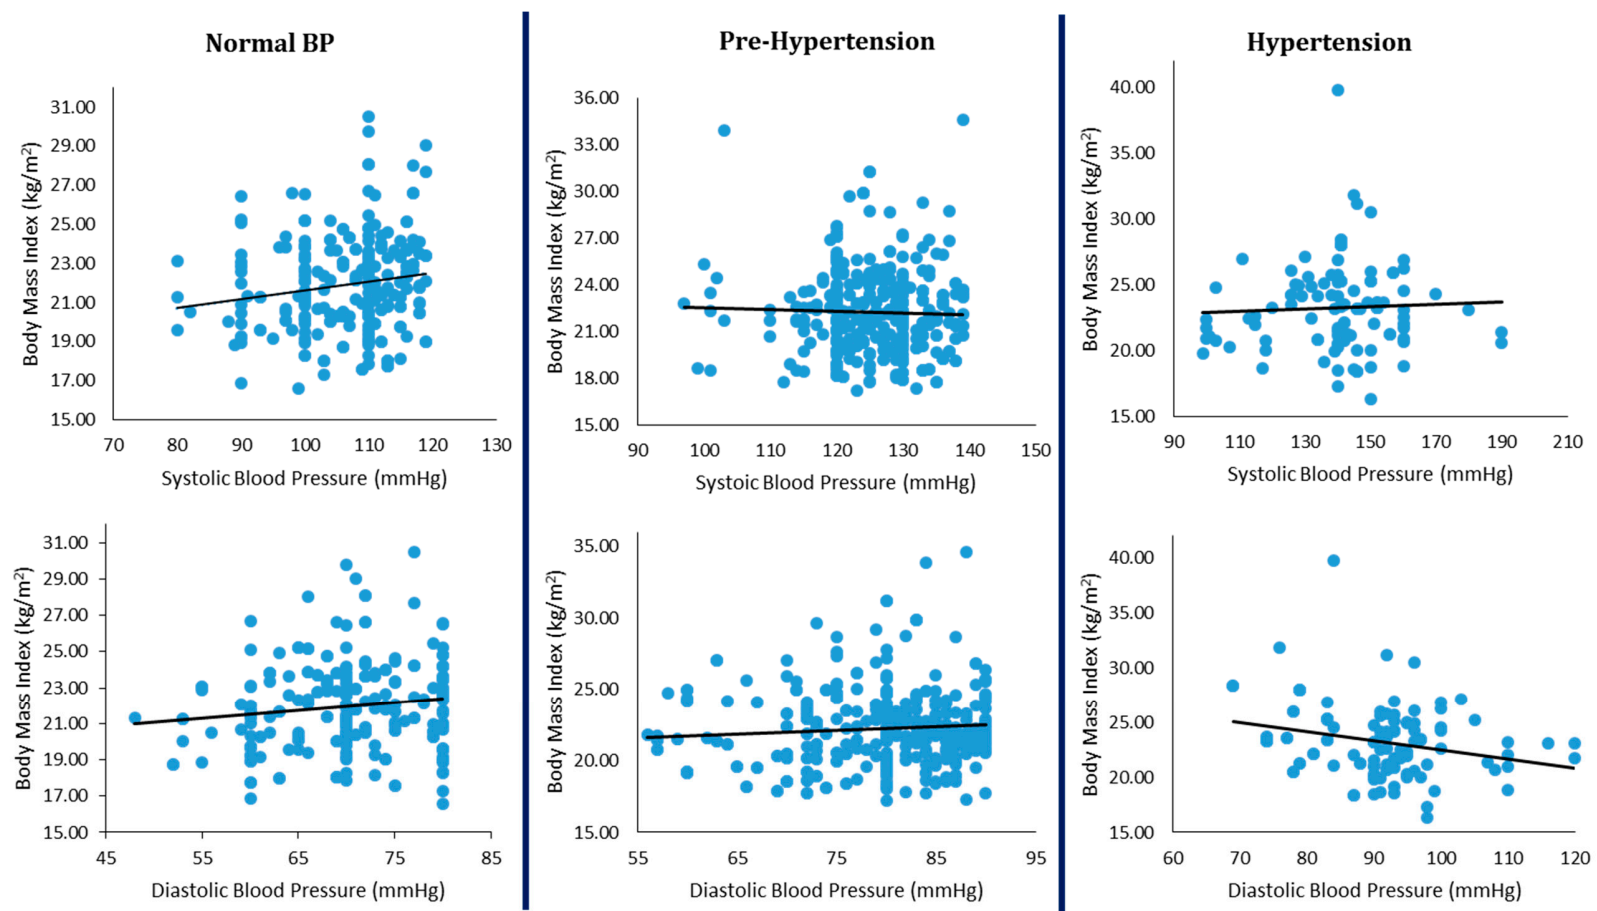 Normal BP
Pre-Hypertension
Hypertension
Body Mass Index (kg/m²)
31.00
29.00
27.00
25.00
23.00
21.00
19.00
17.00
15.00
70 80 90 100 110 120 130
Systolic Blood Pressure (mmHg)
Body Mass Index (kg/m²)
36.00
33.00
30.00
27.00
24.00
21.00
18.00
15.00
90 100 110 120 130 140 150
Systoic Blood Pressure (mmHg)
Body Mass Index (kg/m²)
40.00
35.00
30.00
25.00
20.00
15.00
90 110 130 150 170 190 210
Systolic Blood Pressure (mmHg)
Body Mass Index (kg/m²)
31.00
29.00
27.00
25.00
23.00
21.00
19.00
17.00
15.00
45 55 65 75 85
Diastolic Blood Pressure (mmHg)
Body Mass Index (kg/m²)
35.00
30.00
25.00
20.00
15.00
55 65 75 85 95
Diastolic Blood Pressure (mmHg)
Body Mass Index (kg/m²)
40.00
35.00
30.00
25.00
20.00
15.00
60 70 80 90 100 110 120
Diastolic Blood Pressure (mmHg)